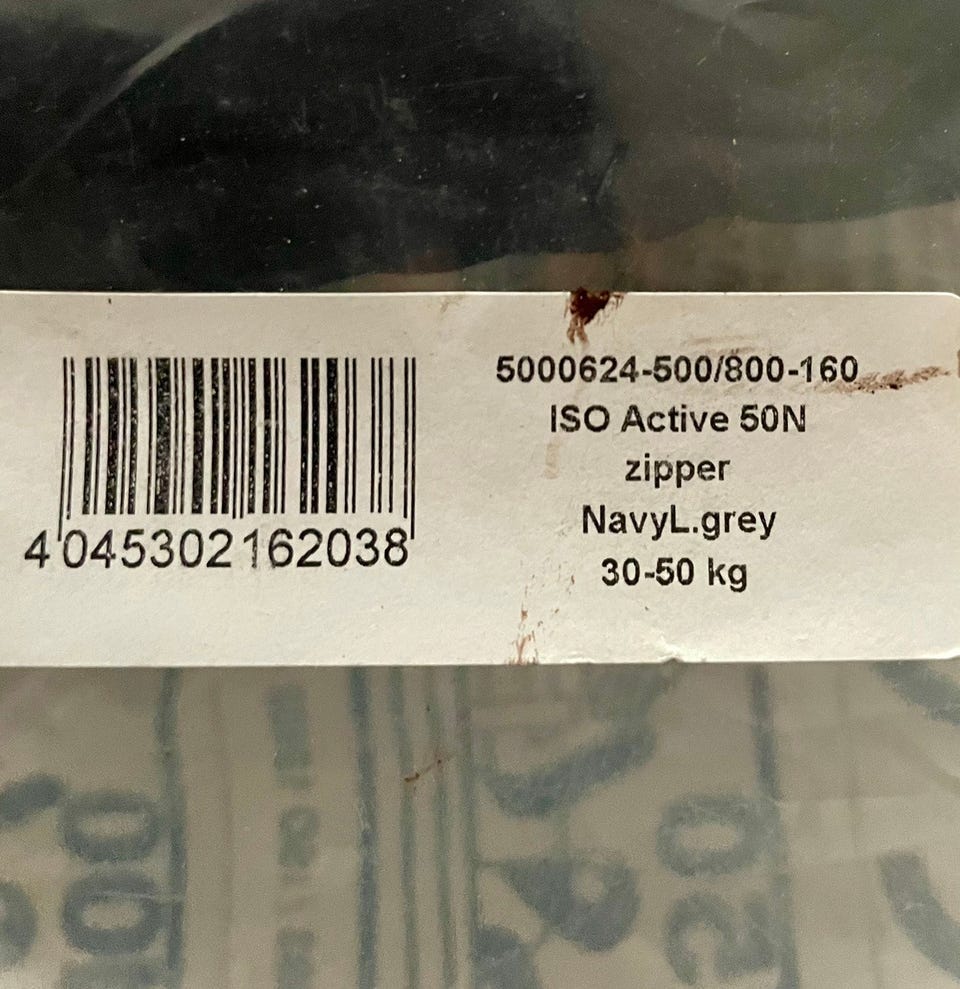 4045302162038
5000624-500/800-160
ISO Active 50N
zipper
NavyL.grey
30-50 kg